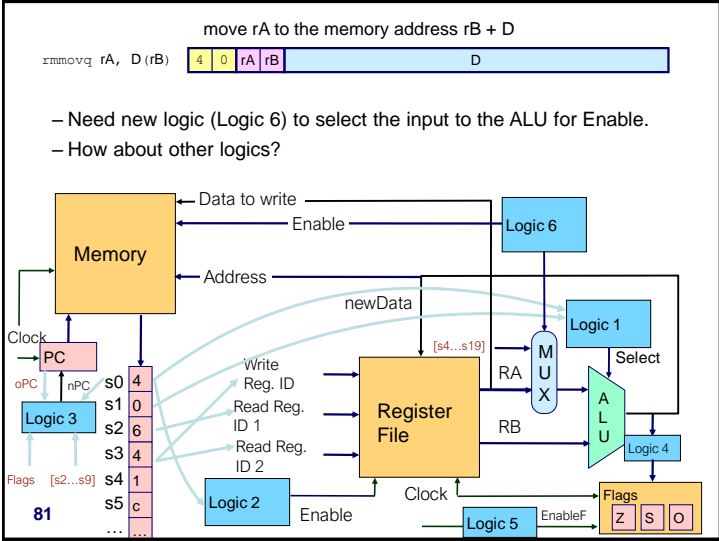 move rA to the memory address rB + D
rmmovq rA, D(rB) 4 0 rA rB D
– Need new logic (Logic 6) to select the input to the ALU for Enable.
– How about other logics?
Data to write
Enable
Logic 6
Memory
Address
newData
Logic 1
Clock
PC
[s4…s19]
Select
oPC
nPC
s0 4
s1 0
s2 6
s3 4
s4 1
s5 c
... ...
Write
Reg. ID
Read Reg.
ID 1
Read Reg.
ID 2
Register
File
RA
RB
M
U
X
A
L
U
Logic 3
Logic 4
Flags
[s2…s9]
Logic 2
Enable
Clock
Flags
Z S O
Logic 5
EnableF
81